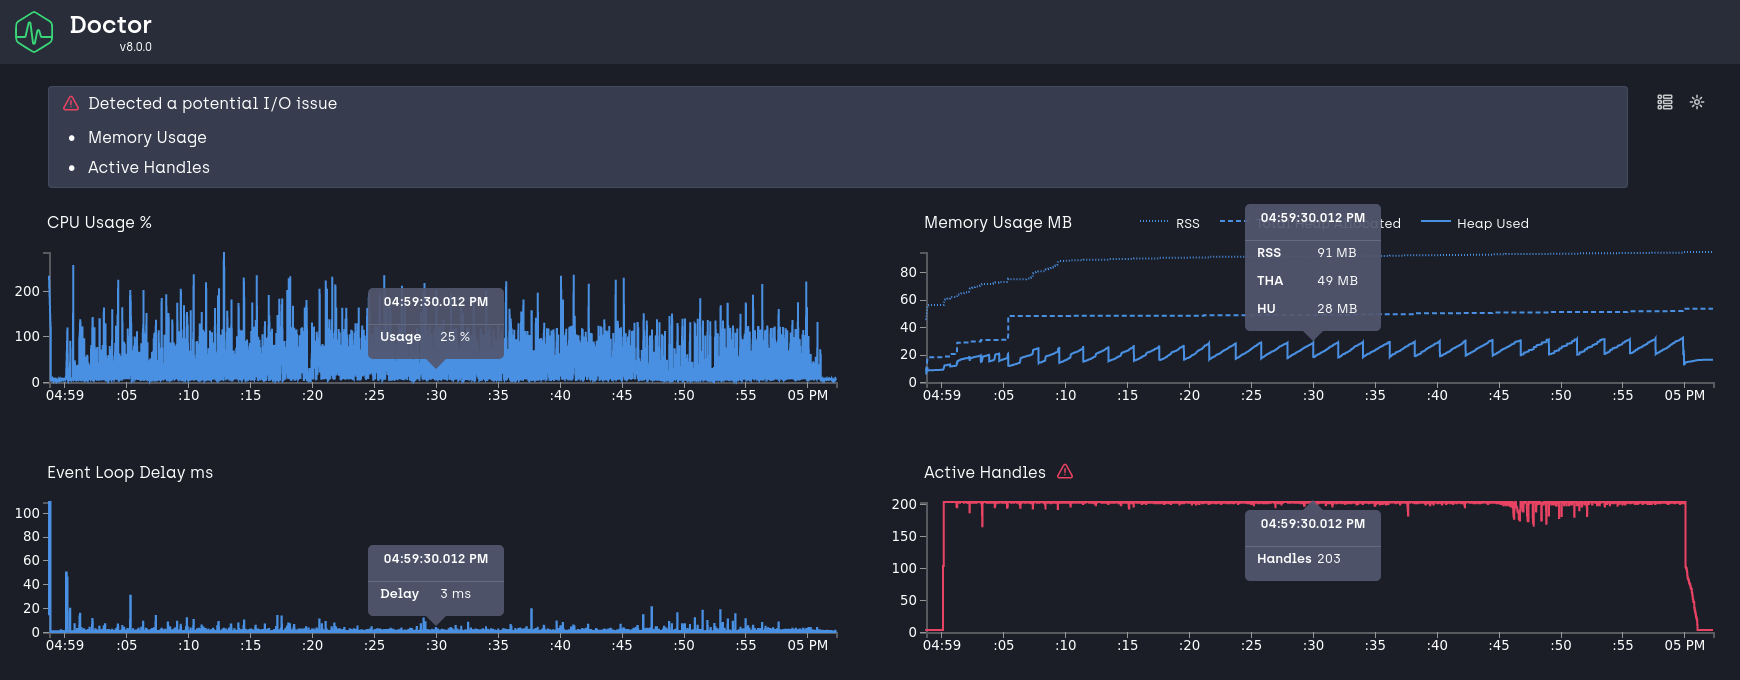 Doctor
v8.0.0
Detected a potential I/O issue
Memory Usage
Active Handles
CPU Usage %
200
100
0
04:59 :05 :10 :15 :20 :25 :30 :35 :40 :45 :50 :55 05 PM
04:59:30.012 PM
Usage 25 %
Memory Usage MB
RSS Total Heap Allocated Heap Used
04:59:30.012 PM
RSS 91 MB
THA 49 MB
HU 28 MB
80
60
40
20
0
04:59 :05 :10 :15 :20 :25 :30 :35 :40 :45 :50 :55 05 PM
Event Loop Delay ms
100
80
60
40
20
0
04:59 :05 :10 :15 :20 :25 :30 :35 :40 :45 :50 :55 05 PM
04:59:30.012 PM
Delay 3 ms
Active Handles
200
150
100
50
0
04:59 :05 :10 :15 :20 :25 :30 :35 :40 :45 :50 :55 05 PM
04:59:30.012 PM
Handles 203